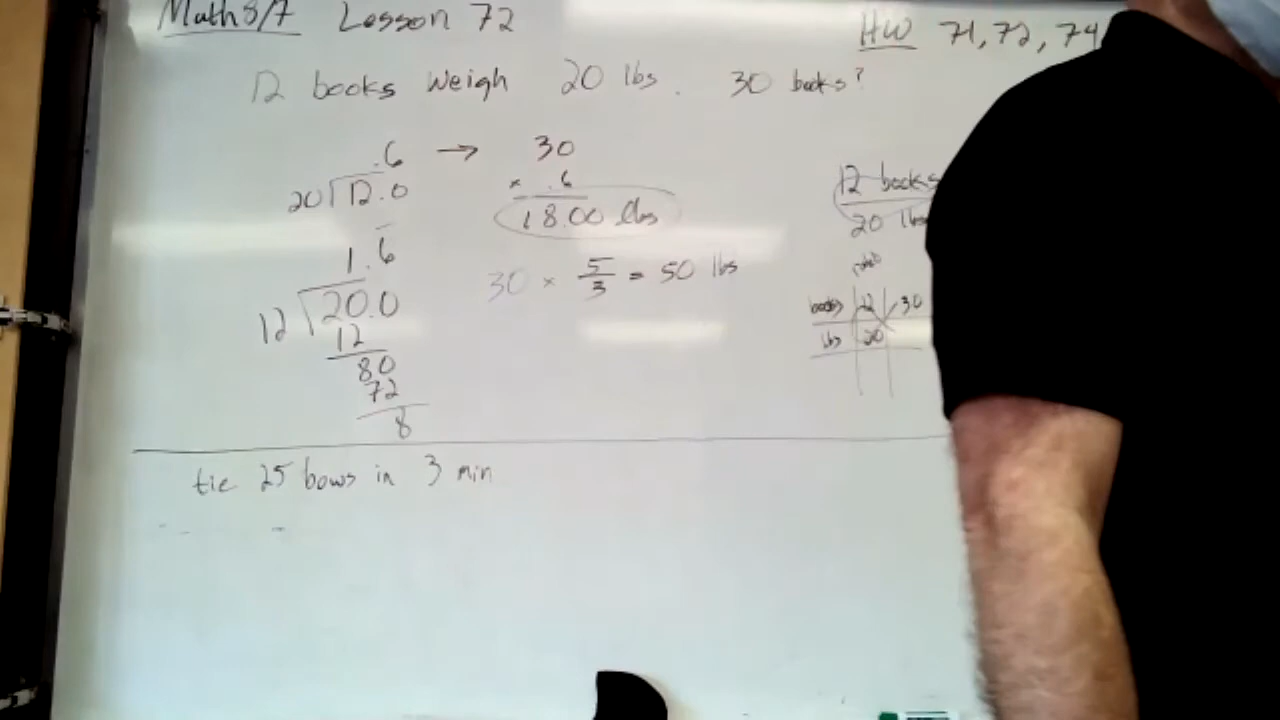 Math 8/7 Lesson 72
HW 71, 72, 74
12 books weigh 20 lbs. 30 books?
.6 → 30
20 12.0
× .6
18.00 lbs
1.6
12 20.0
12
80
72
8
30 × 5/3 = 50 lbs
12 books
20 lbs
books 12 30
lbs 20
tie 25 bows in 3 min